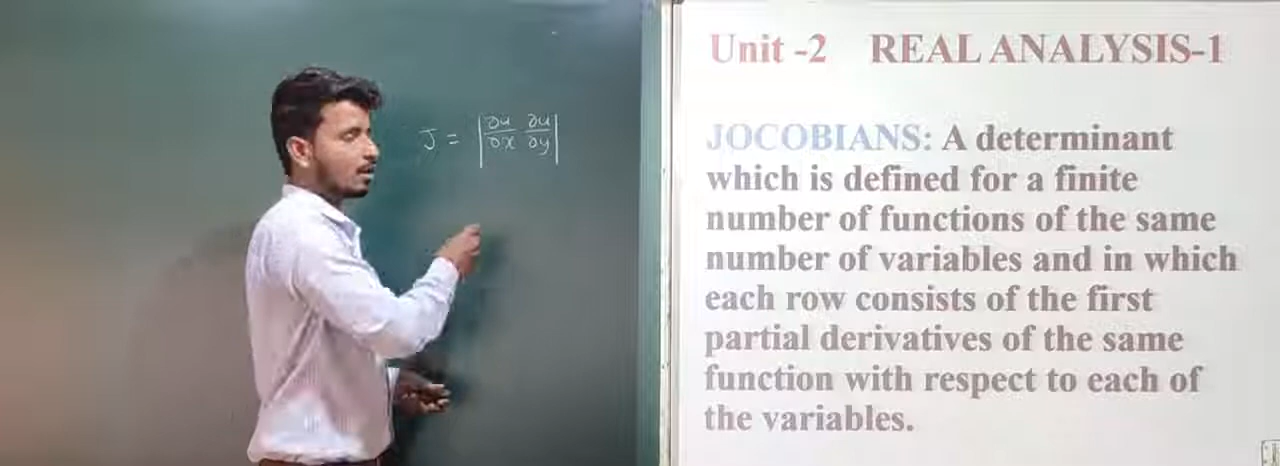 J = | ∂u/∂x ∂u/∂y |
Unit -2 REAL ANALYSIS-1
JOCOBIANS: A determinant
which is defined for a finite
number of functions of the same
number of variables and in which
each row consists of the first
partial derivatives of the same
function with respect to each of
the variables.